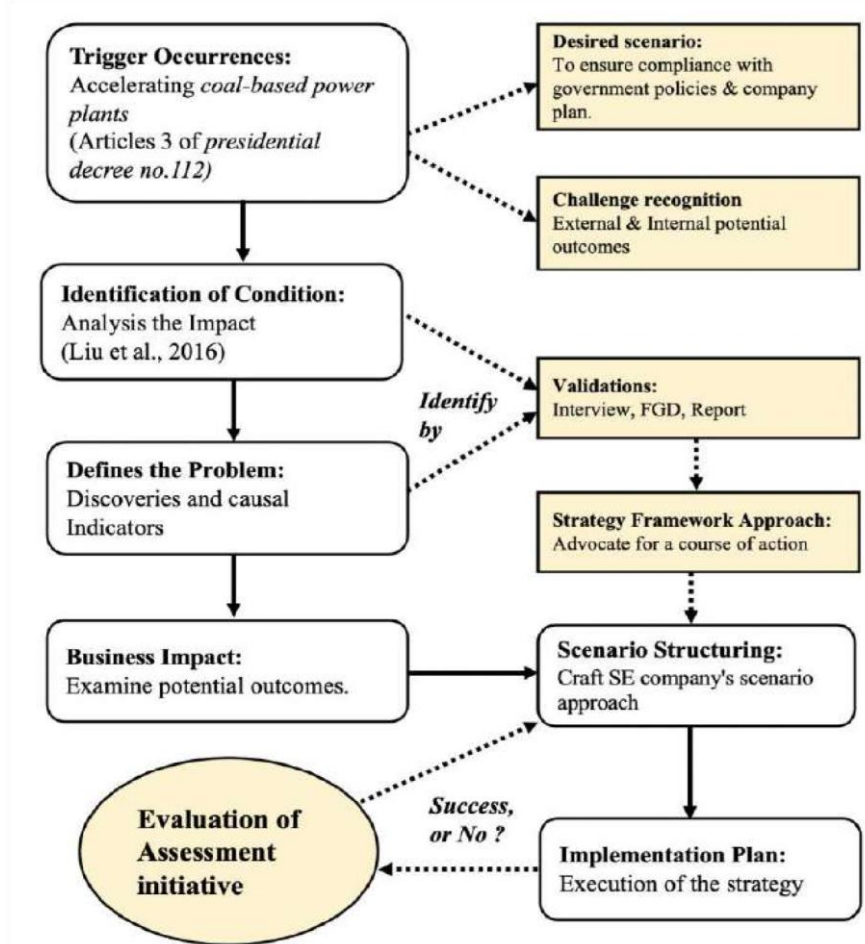 Trigger Occurrences:
Accelerating coal-based power
plants
(Articles 3 of presidential
decree no.112)
Desired scenario:
To ensure compliance with
government policies & company
plan.
Challenge recognition
External & Internal potential
outcomes
Identification of Condition:
Analysis the Impact
(Liu et al., 2016)
Identify
by
Validations:
Interview, FGD, Report
Defines the Problem:
Discoveries and causal
Indicators
Strategy Framework Approach:
Advocate for a course of action
Business Impact:
Examine potential outcomes.
Scenario Structuring:
Craft SE company's scenario
approach
Evaluation of
Assessment
initiative
Success,
or No ?
Implementation Plan:
Execution of the strategy